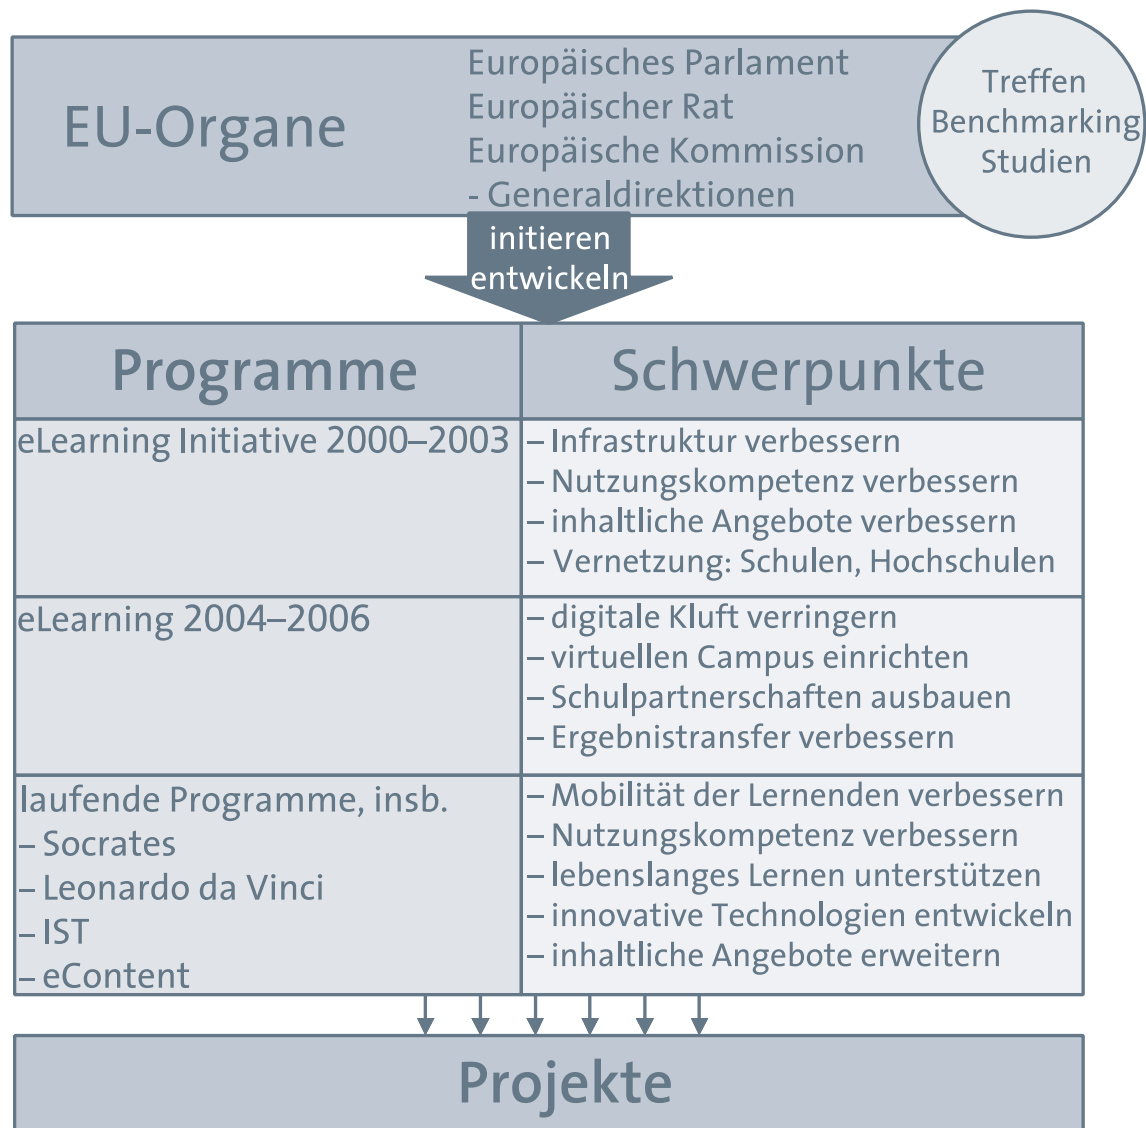 EU-Organe
Europäisches Parlament
Europäischer Rat
Europäische Kommission
- Generaldirektionen
Treffen
Benchmarking
Studien
initieren
entwickeln
Programme
Schwerpunkte
eLearning Initiative 2000–2003
– Infrastruktur verbessern
– Nutzungskompetenz verbessern
– inhaltliche Angebote verbessern
– Vernetzung: Schulen, Hochschulen
eLearning 2004–2006
– digitale Kluft verringern
– virtuellen Campus einrichten
– Schulpartnerschaften ausbauen
– Ergebnistransfer verbessern
laufende Programme, insb.
– Socrates
– Leonardo da Vinci
– IST
– eContent
– Mobilität der Lernenden verbessern
– Nutzungskompetenz verbessern
– lebenslanges Lernen unterstützen
– innovative Technologien entwickeln
– inhaltliche Angebote erweitern
Projekte